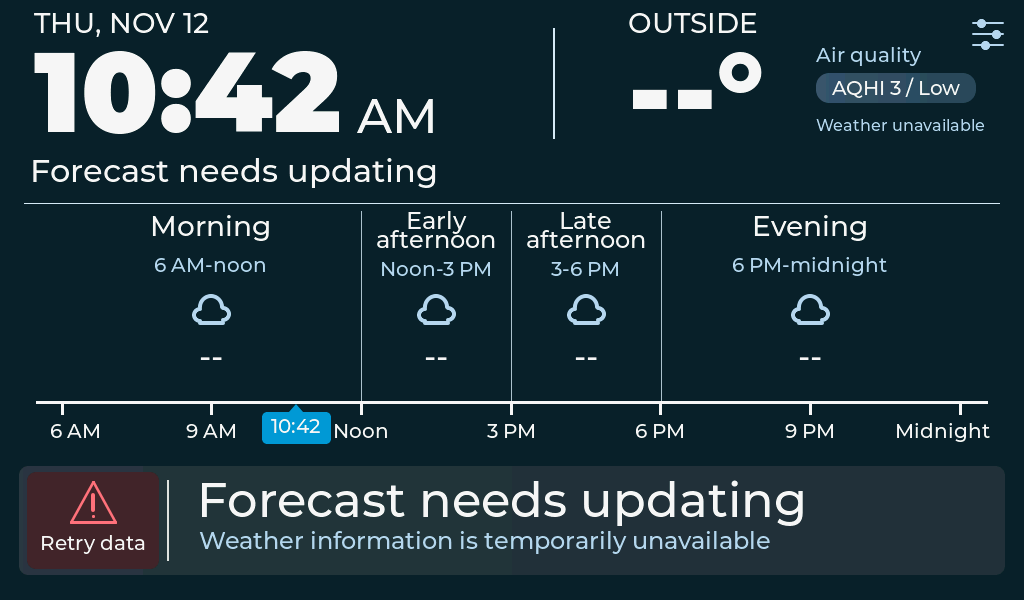 THU, NOV 12
10:42 AM
OUTSIDE
--°
Air quality
AQHI 3 / Low
Weather unavailable
Forecast needs updating
Morning
6 AM-noon
--
Early
afternoon
Noon-3 PM
--
Late
afternoon
3-6 PM
--
Evening
6 PM-midnight
--
6 AM
9 AM
10:42
Noon
3 PM
6 PM
9 PM
Midnight
Retry data
Forecast needs updating
Weather information is temporarily unavailable